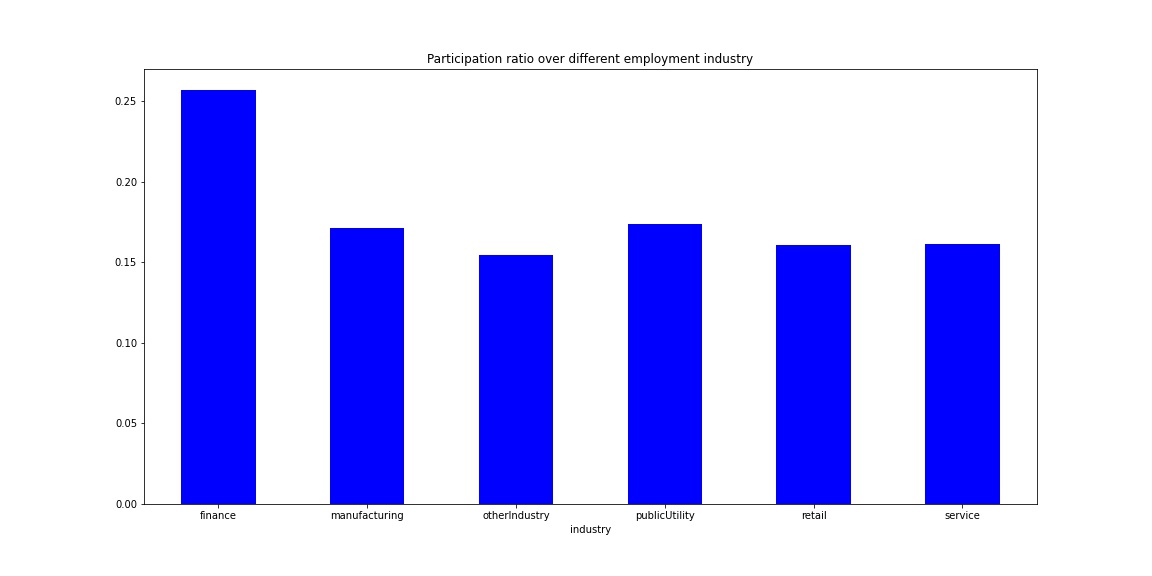 Participation ratio over different employment industry
0.25
0.20
0.15
0.10
0.05
0.00
finance manufacturing otherIndustry publicUtility retail service
industry